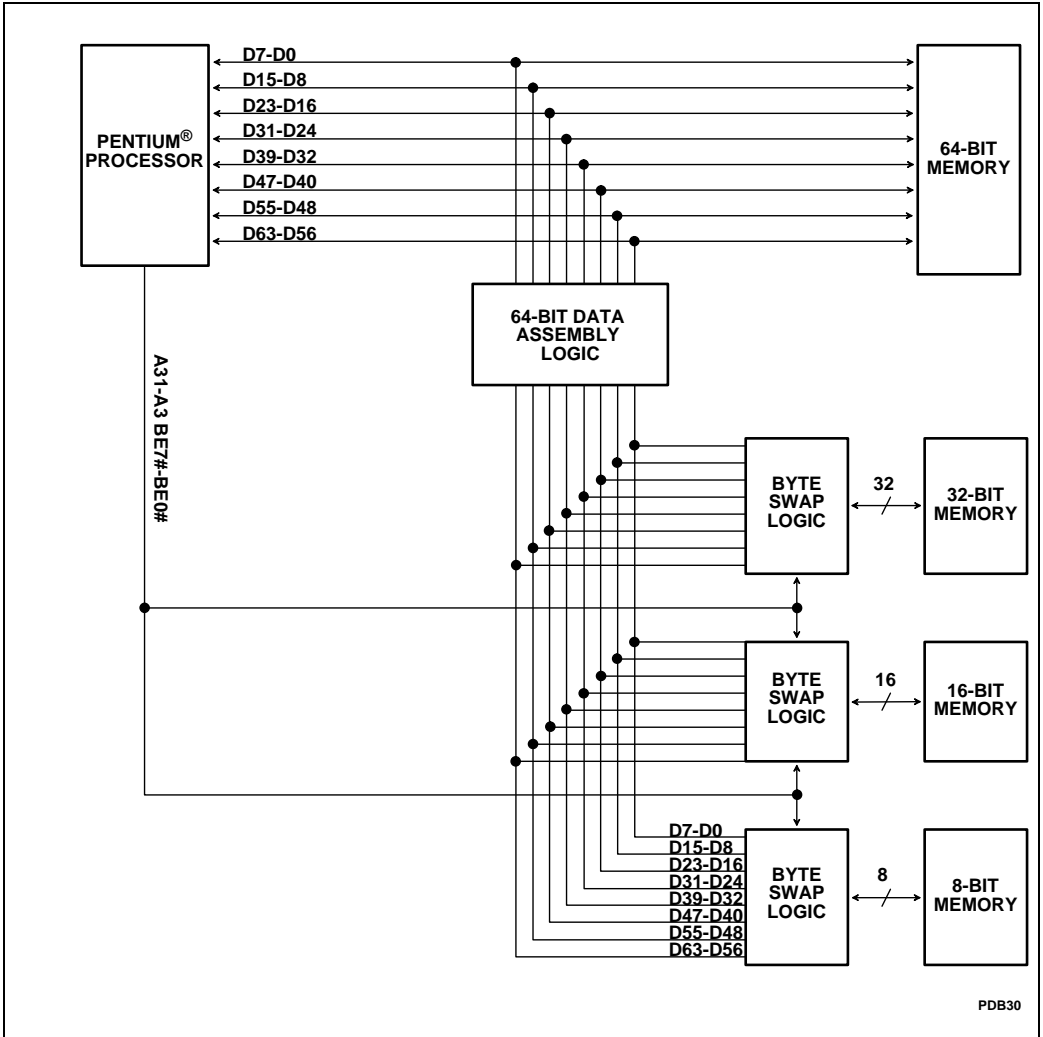 D7-D0
D15-D8
D23-D16
D31-D24
D39-D32
D47-D40
D55-D48
D63-D56
PENTIUM®
PROCESSOR
64-BIT
MEMORY
64-BIT DATA
ASSEMBLY
LOGIC
A31-A3 BE7#-BE0#
BYTE
SWAP
LOGIC
32
32-BIT
MEMORY
BYTE
SWAP
LOGIC
16
16-BIT
MEMORY
D7-D0
D15-D8
D23-D16
D31-D24
D39-D32
D47-D40
D55-D48
D63-D56
BYTE
SWAP
LOGIC
8
8-BIT
MEMORY
PDB30